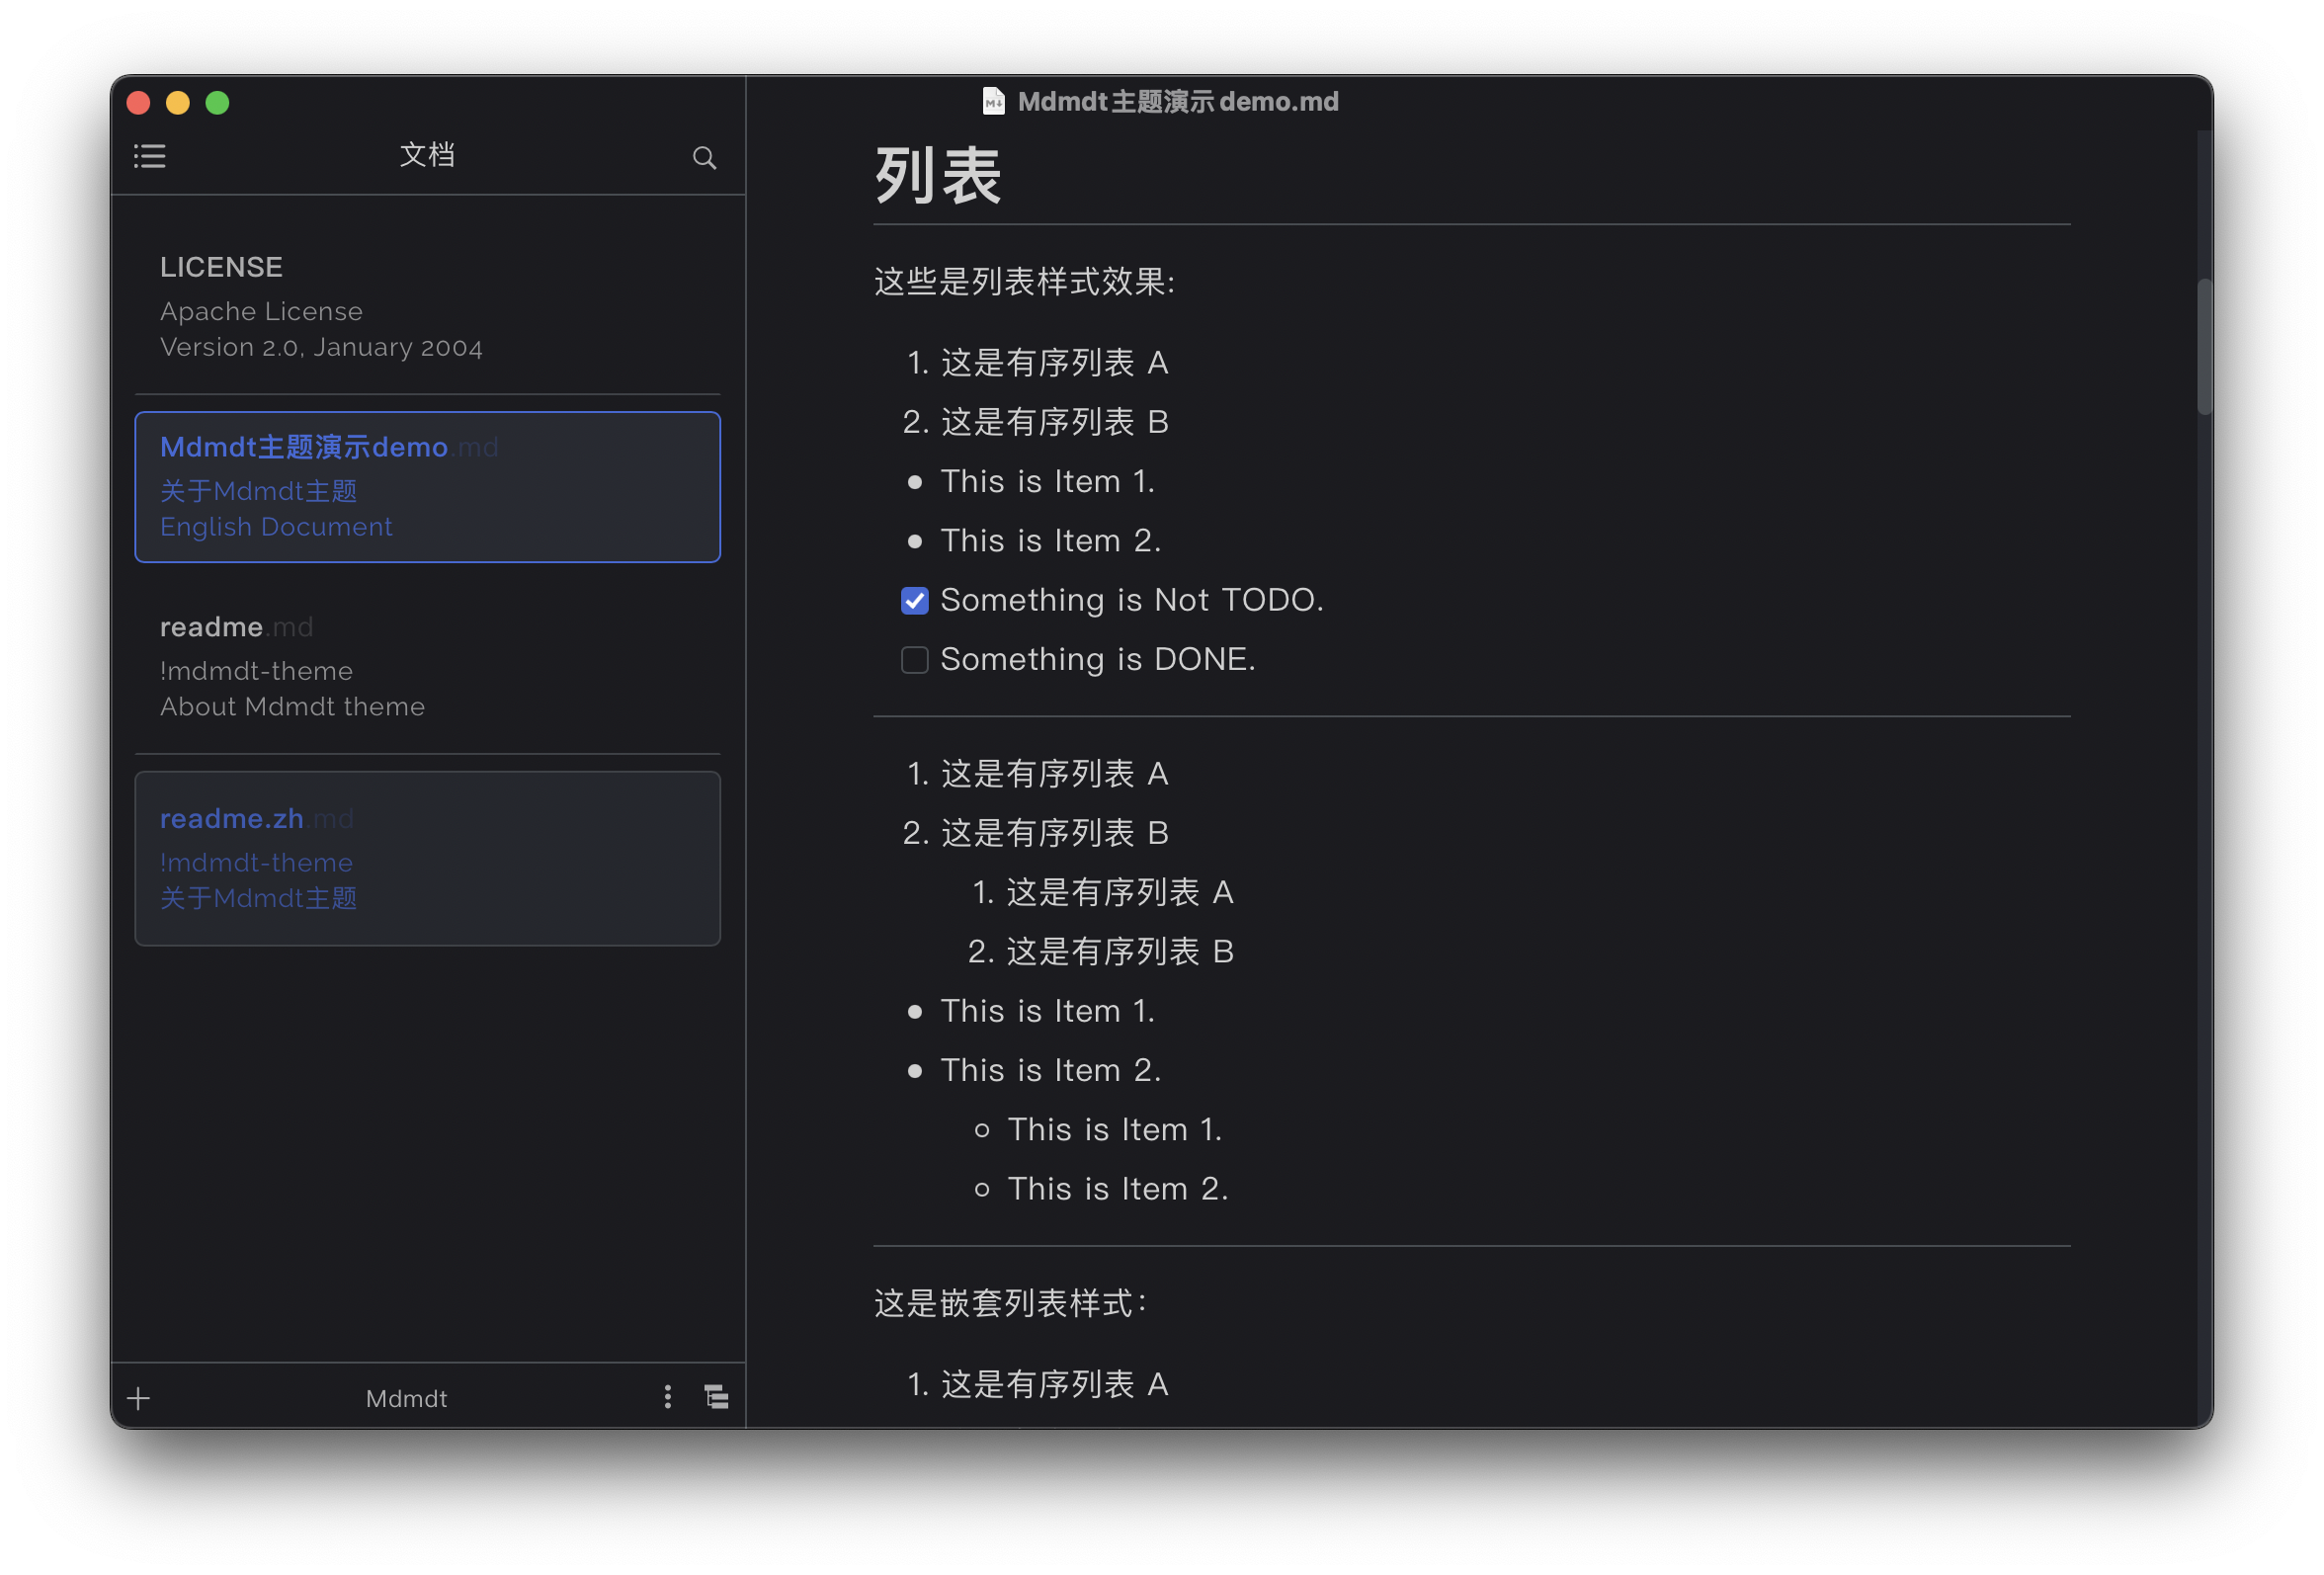 Mdmdt主题演示demo.md
文档
LICENSE
Apache License
Version 2.0, January 2004
Mdmdt主题演示demo.md
关于Mdmdt主题
English Document
readme.md
!mdmdt-theme
About Mdmdt theme
readme.zh.md
!mdmdt-theme
关于Mdmdt主题
Mdmdt
列表
这些是列表样式效果:
1. 这是有序列表 A
2. 这是有序列表 B
• This is Item 1.
• This is Item 2.
Something is Not TODO.
Something is DONE.
1. 这是有序列表 A
2. 这是有序列表 B
1. 这是有序列表 A
2. 这是有序列表 B
• This is Item 1.
• This is Item 2.
◦ This is Item 1.
◦ This is Item 2.
这是嵌套列表样式：
1. 这是有序列表 A